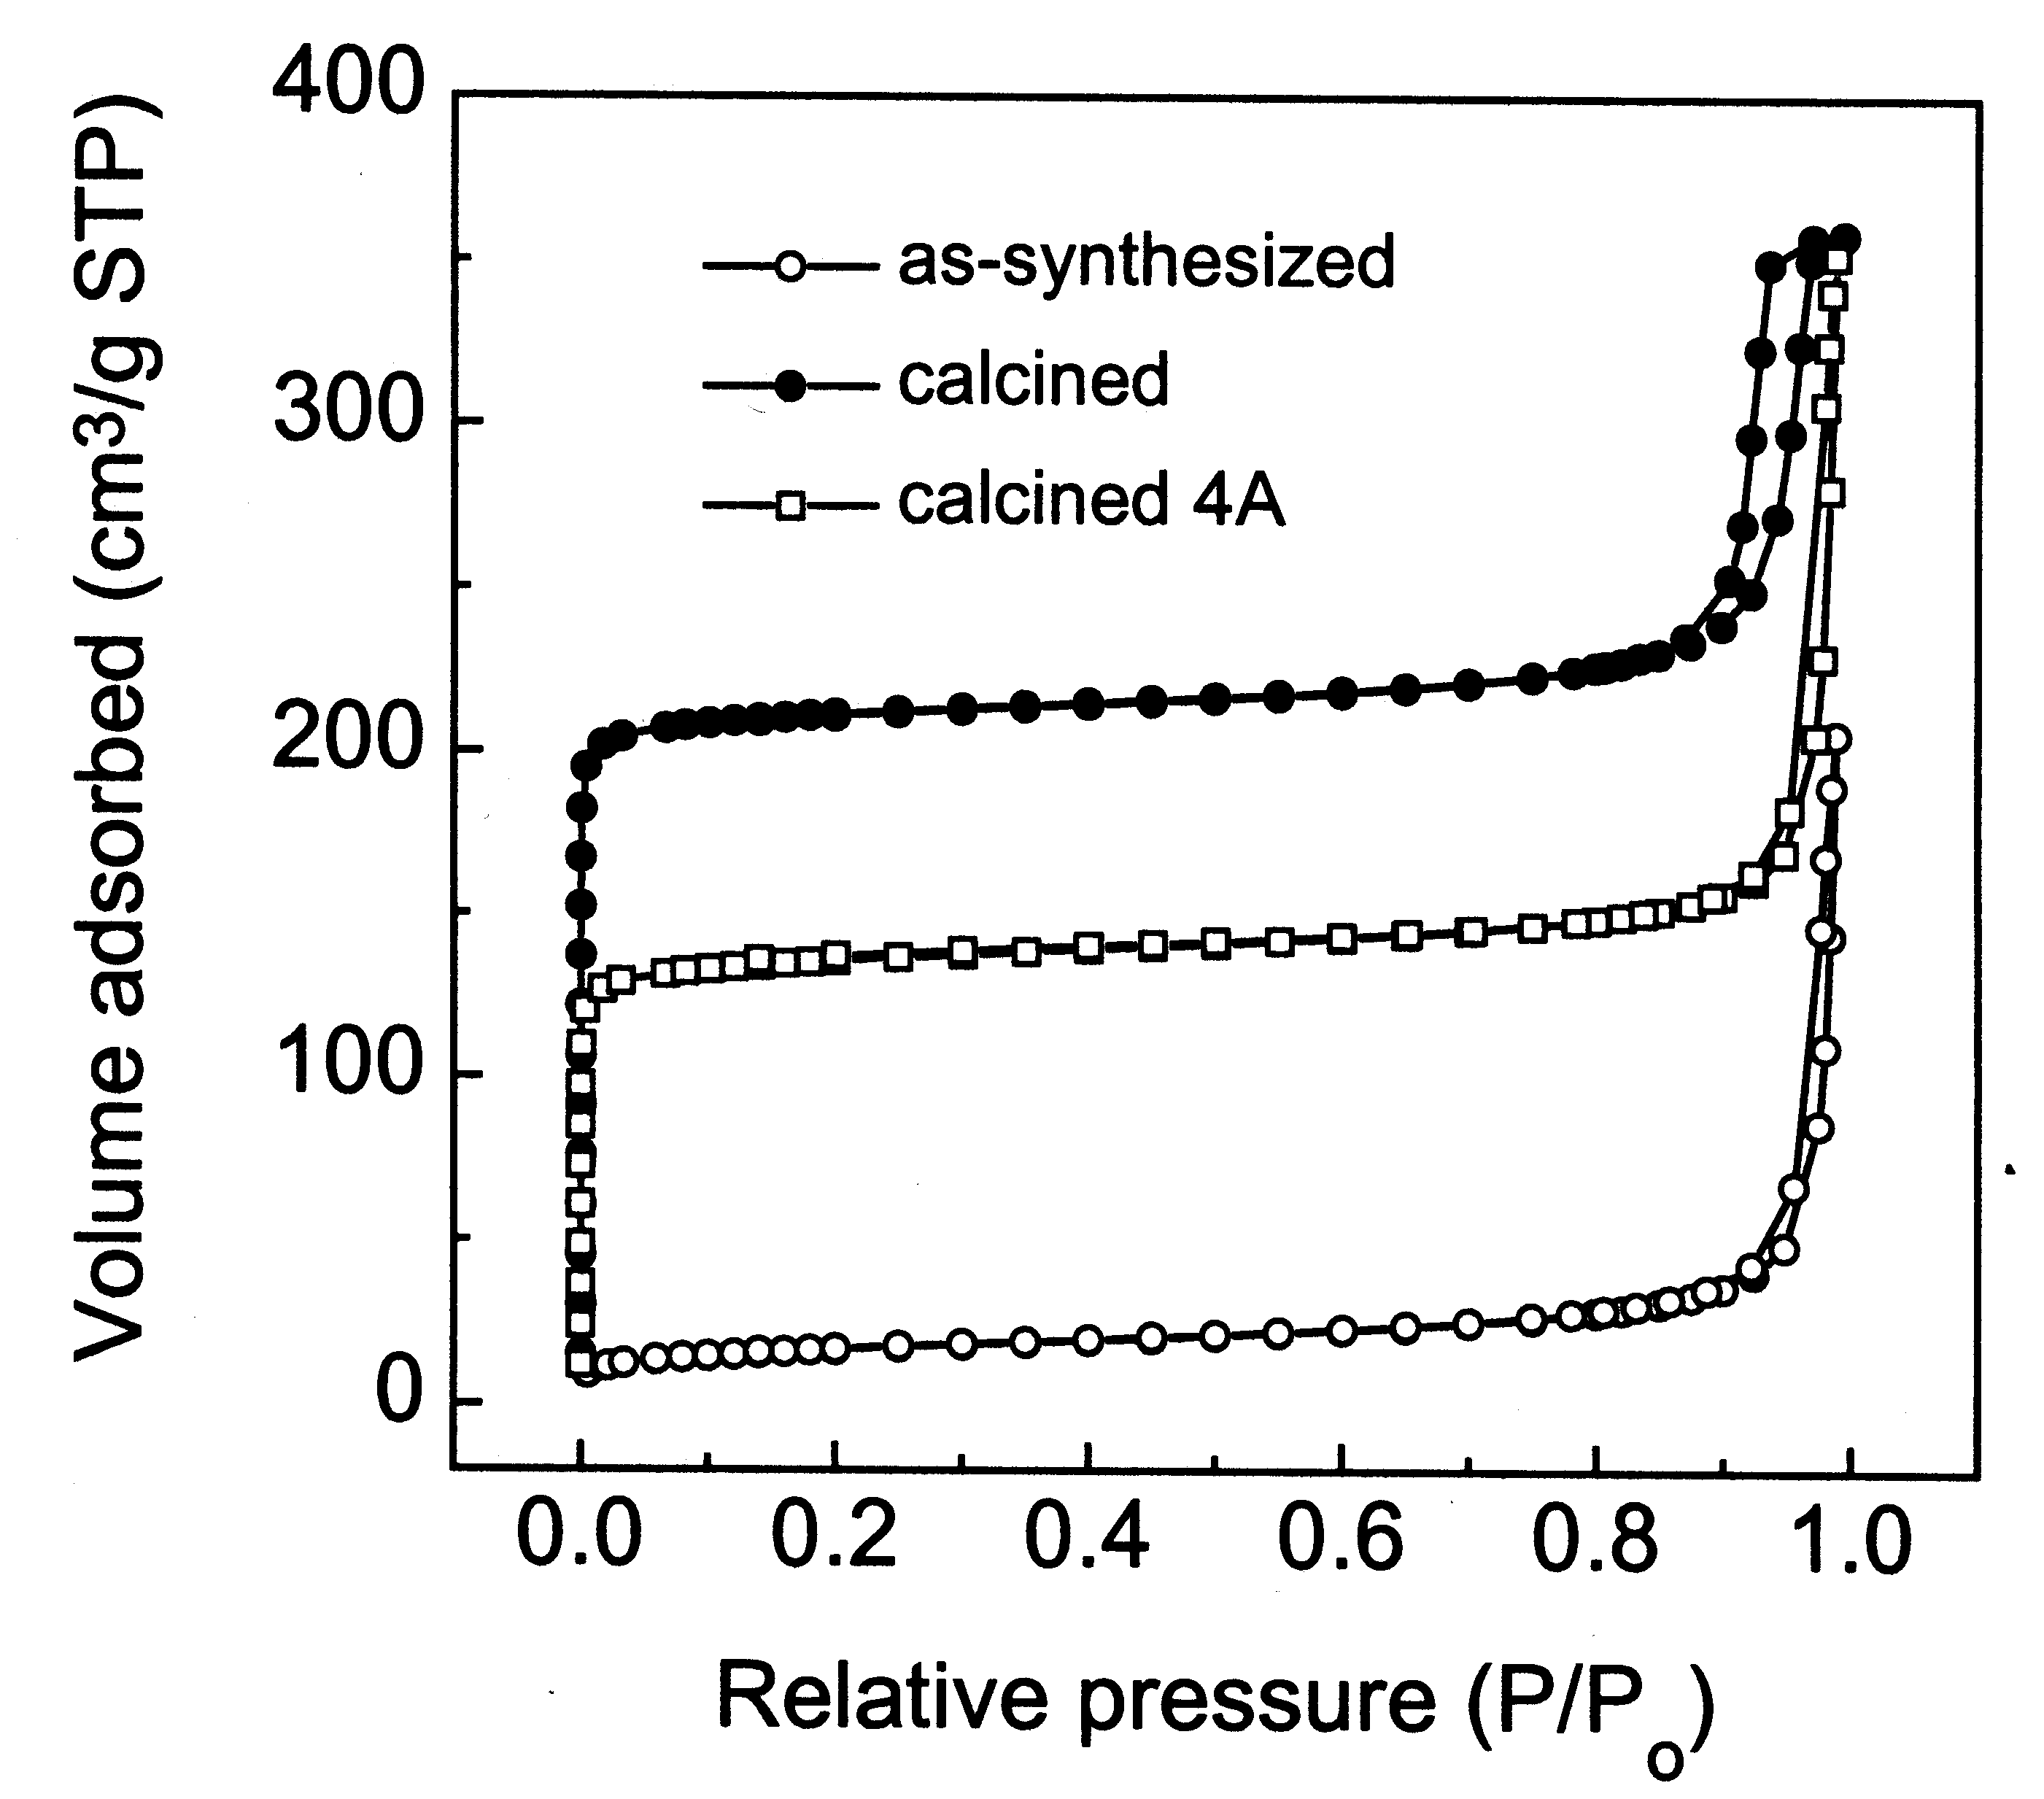 Volume adsorbed (cm³/g STP)
400
300
200
100
0
as-synthesized
calcined
calcined 4A
0.0 0.2 0.4 0.6 0.8 1.0
Relative pressure (P/Po)